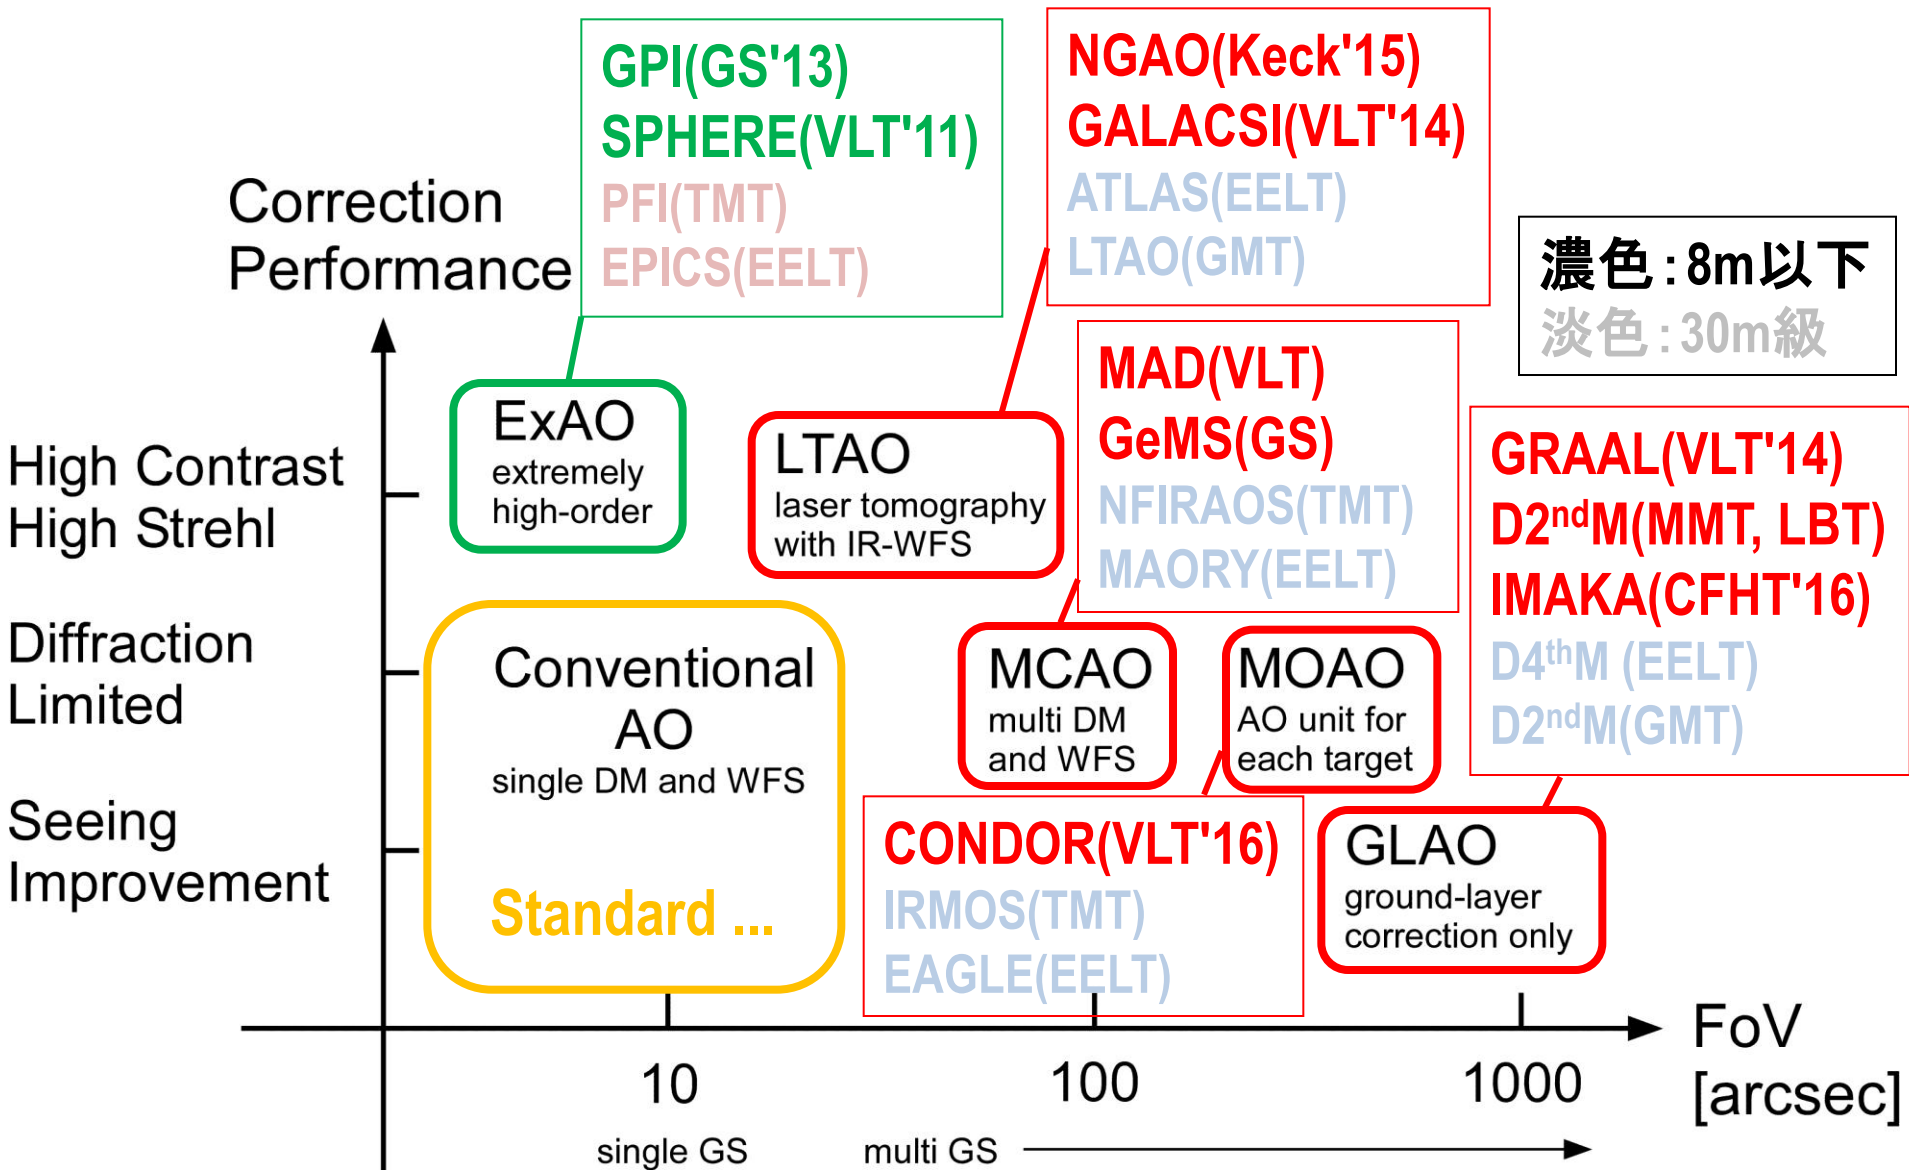 GPI(GS'13)
SPHERE(VLT'11)
PFI(TMT)
EPICS(EELT)
NGAO(Keck'15)
GALACSI(VLT'14)
ATLAS(EELT)
LTAO(GMT)
Correction
Performance
濃色:8m以下
淡色:30m級
MAD(VLT)
GeMS(GS)
NFIRAOS(TMT)
MAORY(EELT)
GRAAL(VLT'14)
D2ndM(MMT, LBT)
IMAKA(CFHT'16)
D4thM (EELT)
D2ndM(GMT)
High Contrast
High Strehl
ExAO
extremely
high-order
LTAO
laser tomography
with IR-WFS
Diffraction
Limited
Conventional
AO
single DM and WFS
Standard ...
MCAO
multi DM
and WFS
MOAO
AO unit for
each target
Seeing
Improvement
CONDOR(VLT'16)
IRMOS(TMT)
EAGLE(EELT)
GLAO
ground-layer
correction only
FoV
[arcsec]
10
100
1000
single GS
multi GS